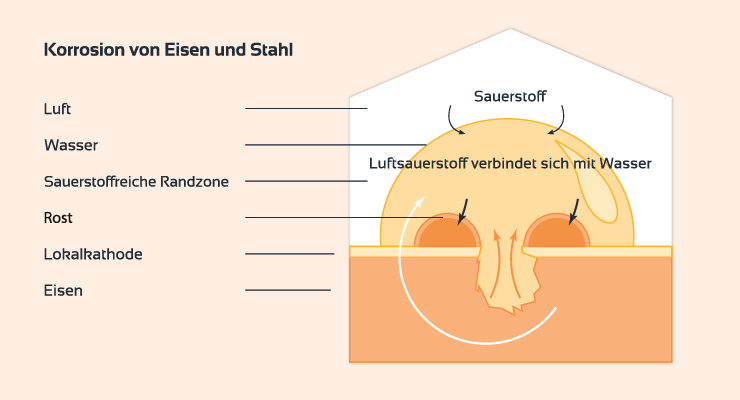 Korrosion von Eisen und Stahl
Luft
Wasser
Sauerstoffreiche Randzone
Rost
Lokalkathode
Eisen
Sauerstoff
Luftsauerstoff verbindet sich mit Wasser